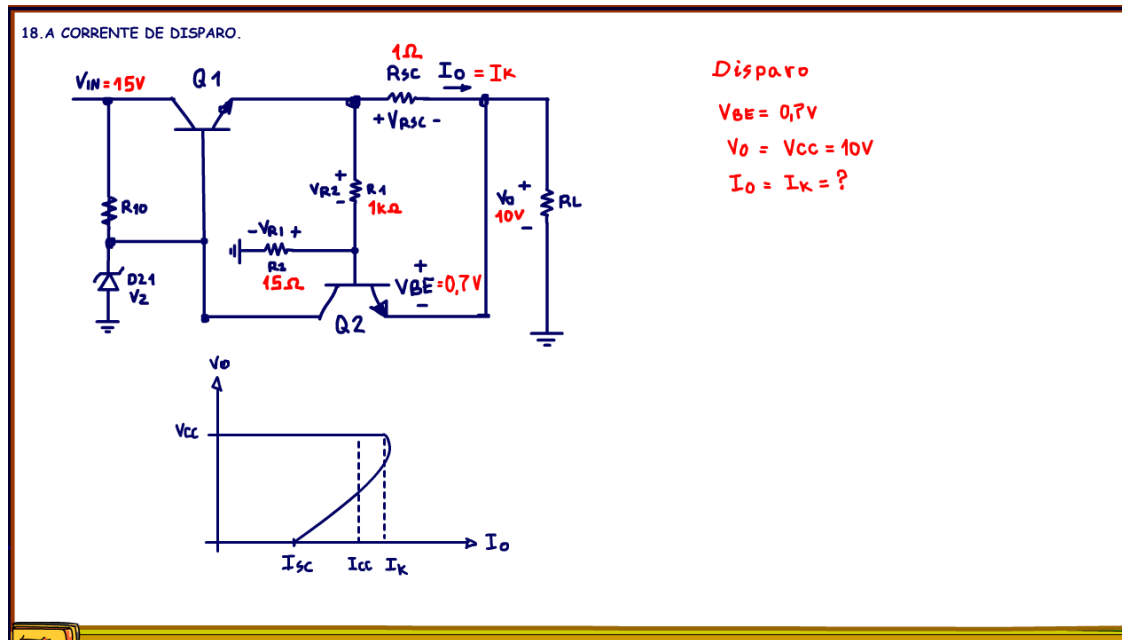 18.A CORRENTE DE DISPARO.
1Ω
VIN = 15V
Q1
RSC
IO = IK
+ VRSC -
Disparo
VBE = 0,7V
VO = VCC = 10V
IO = IK = ?
R10
+
VR2
-
R1
1KΩ
+
VO
10V
-
RL
- VR1 +
R2
15Ω
DZ1
VZ
+
VBE = 0,7V
-
Q2
VO
VCC
IO
ISC
ICC
IK